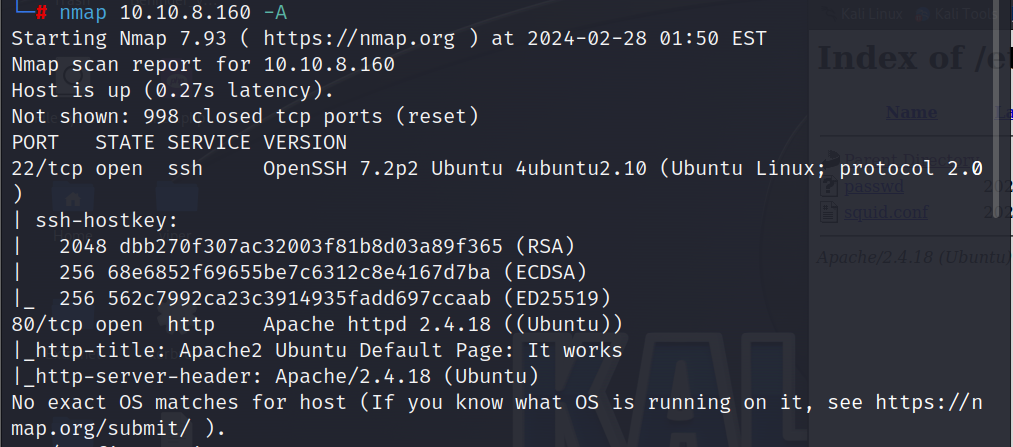 └─# nmap 10.10.8.160 -A
Starting Nmap 7.93 ( https://nmap.org ) at 2024-02-28 01:50 EST
Nmap scan report for 10.10.8.160
Host is up (0.27s latency).
Not shown: 998 closed tcp ports (reset)
PORT   STATE SERVICE VERSION
22/tcp open  ssh     OpenSSH 7.2p2 Ubuntu 4ubuntu2.10 (Ubuntu Linux; protocol 2.0
)
| ssh-hostkey:
|   2048 dbb270f307ac32003f81b8d03a89f365 (RSA)
|   256 68e6852f69655be7c6312c8e4167d7ba (ECDSA)
|_  256 562c7992ca23c3914935fadd697ccaab (ED25519)
80/tcp open  http    Apache httpd 2.4.18 ((Ubuntu))
|_http-title: Apache2 Ubuntu Default Page: It works
|_http-server-header: Apache/2.4.18 (Ubuntu)
No exact OS matches for host (If you know what OS is running on it, see https://n
map.org/submit/ ).
Kali Linux
Kali Tools
Index of
Name
passwd
squid.conf
Apache/2.4.18 (Ubuntu)